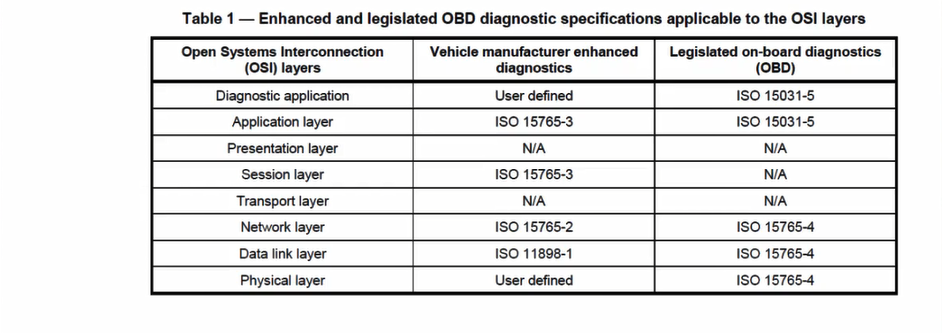 Table 1 — Enhanced and legislated OBD diagnostic specifications applicable to the OSI layers
Open Systems Interconnection (OSI) layers Vehicle manufacturer enhanced diagnostics Legislated on-board diagnostics (OBD)
Diagnostic application User defined ISO 15031-5
Application layer ISO 15765-3 ISO 15031-5
Presentation layer N/A N/A
Session layer ISO 15765-3 N/A
Transport layer N/A N/A
Network layer ISO 15765-2 ISO 15765-4
Data link layer ISO 11898-1 ISO 15765-4
Physical layer User defined ISO 15765-4